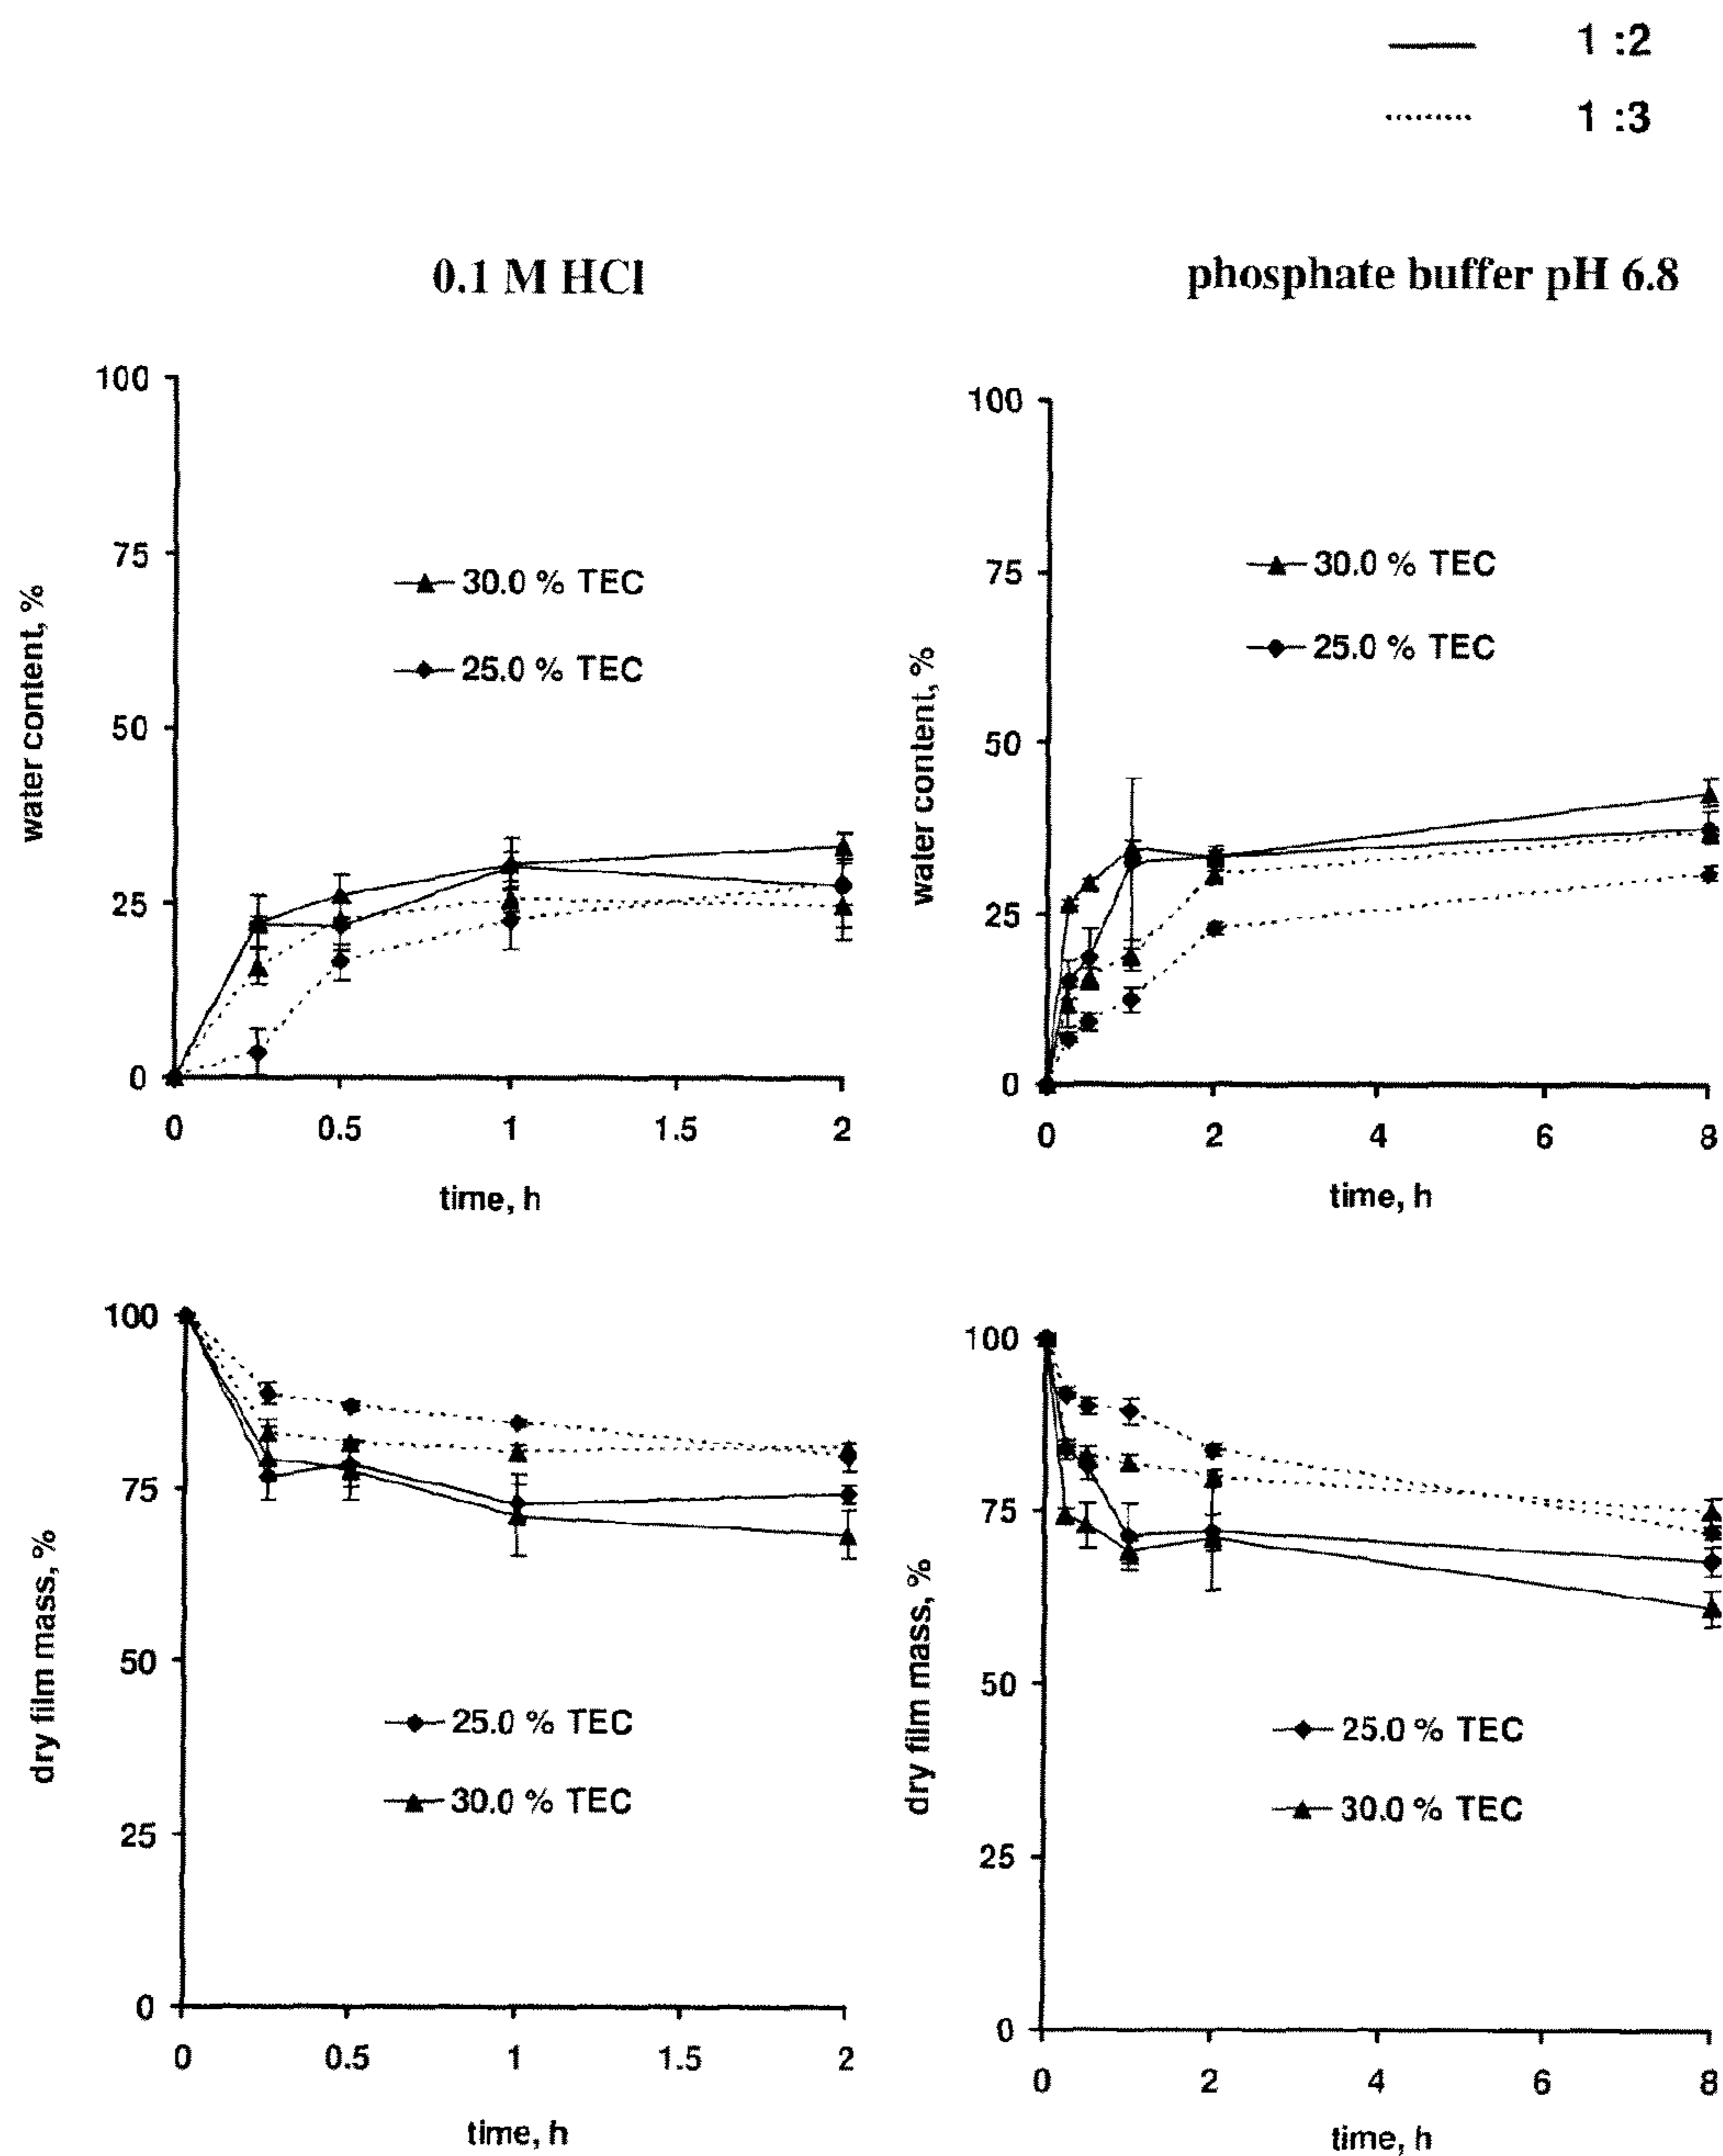 1 :2
1 :3
0.1 M HCl
phosphate buffer pH 6.8
water content, %
100
75
50
25
0
30.0 % TEC
25.0 % TEC
0
0.5
1
1.5
2
time, h
water content, %
100
75
50
25
0
30.0 % TEC
25.0 % TEC
0
2
4
6
8
time, h
dry film mass, %
100
75
50
25
0
25.0 % TEC
30.0 % TEC
0
0.5
1
1.5
2
time, h
dry film mass, %
100
75
50
25
0
25.0 % TEC
30.0 % TEC
0
2
4
6
8
time, h